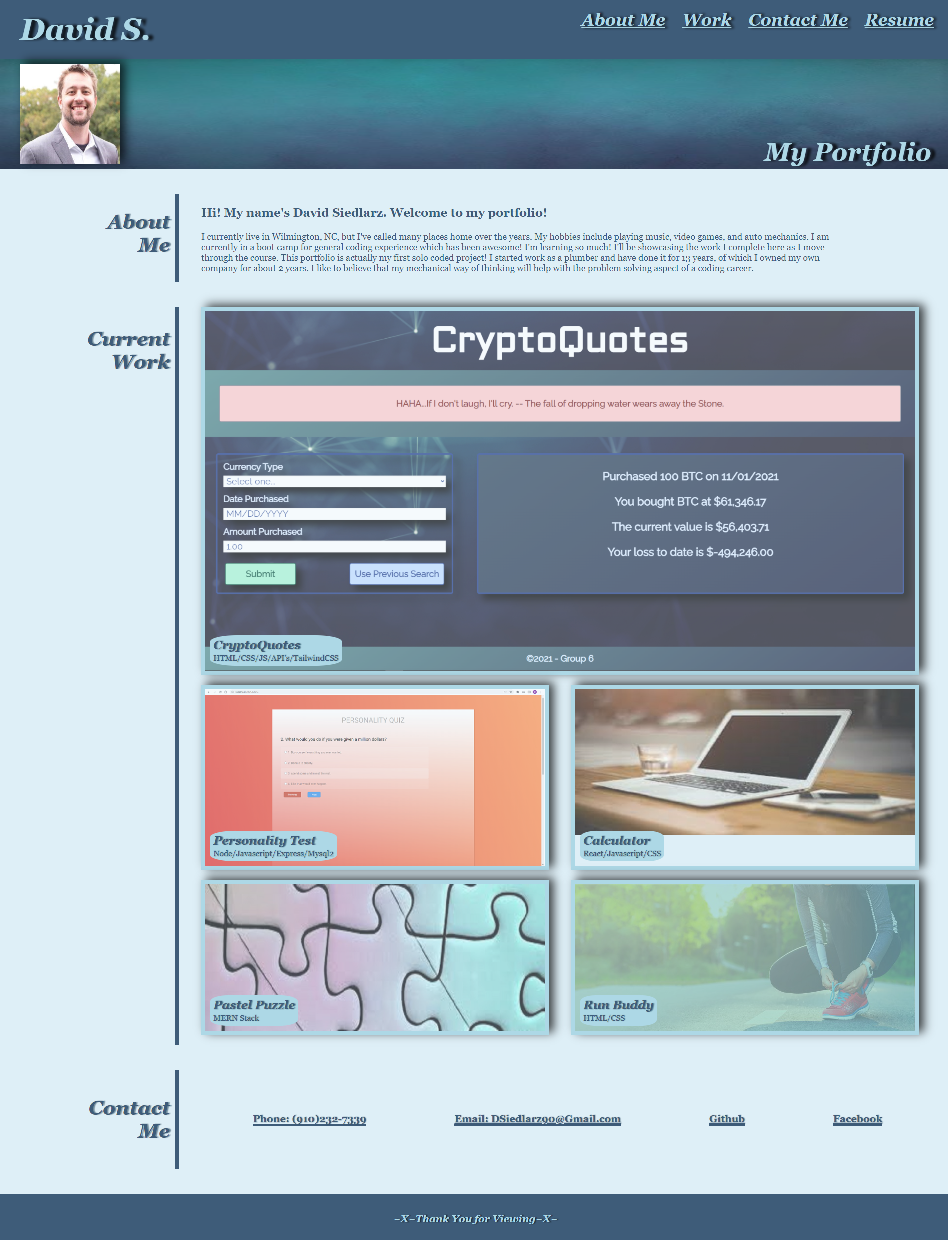 David S.
About Me Work Contact Me Resume
My Portfolio
About
Me
Hi! My name's David Siedlarz. Welcome to my portfolio!
I currently live in Wilmington, NC, but I've called many places home over the years. My hobbies include playing music, video games, and auto mechanics. I am
currently in a boot camp for general coding experience which has been awesome! I'm learning so much! I'll be showcasing the work I complete here as I move
through the course. This portfolio is actually my first solo coded project! I started work as a plumber and have done it for 13 years, of which I owned my own
company for about 2 years. I like to believe that my mechanical way of thinking will help with the problem solving aspect of a coding career.
Current
Work
CryptoQuotes
HAHA...If I don't laugh, I'll cry. -- The fall of dropping water wears away the Stone.
Currency Type
Select one...
Date Purchased
MM/DD/YYYY
Amount Purchased
1.00
Submit Use Previous Search
Purchased 100 BTC on 11/01/2021
You bought BTC at $61,346.17
The current value is $56,403.71
Your loss to date is $-494,246.00
CryptoQuotes
HTML/CSS/JS/API's/TailwindCSS
©2021 - Group 6
PERSONALITY QUIZ
2. What would you do if you were given a million dollars?
Personality Test
Node/Javascript/Express/Mysql2
Calculator
React/Javascript/CSS
Pastel Puzzle
MERN Stack
Run Buddy
HTML/CSS
Contact
Me
Phone: (910)232-7339 Email: DSiedlarz90@Gmail.com Github Facebook
~X~Thank You for Viewing~X~